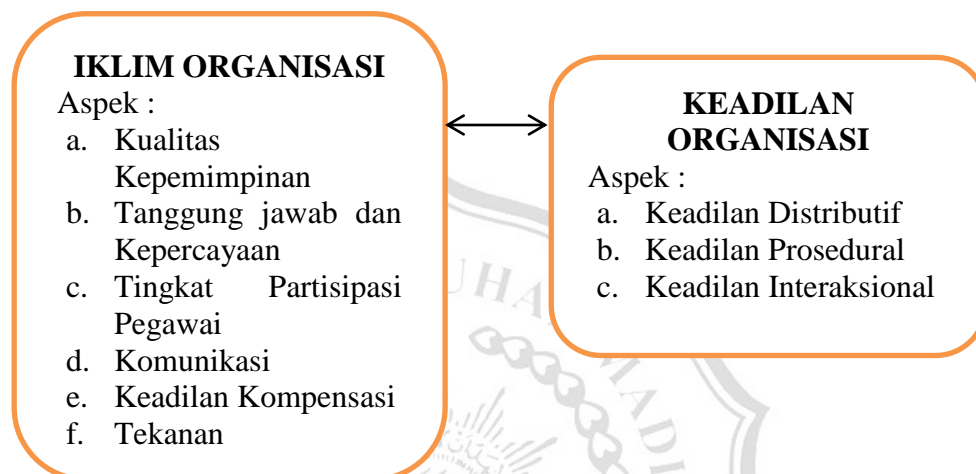 IKLIM ORGANISASI
Aspek :
a. Kualitas
Kepemimpinan
b. Tanggung jawab dan
Kepercayaan
c. Tingkat Partisipasi
Pegawai
d. Komunikasi
e. Keadilan Kompensasi
f. Tekanan
KEADILAN
ORGANISASI
Aspek :
a. Keadilan Distributif
b. Keadilan Prosedural
c. Keadilan Interaksional